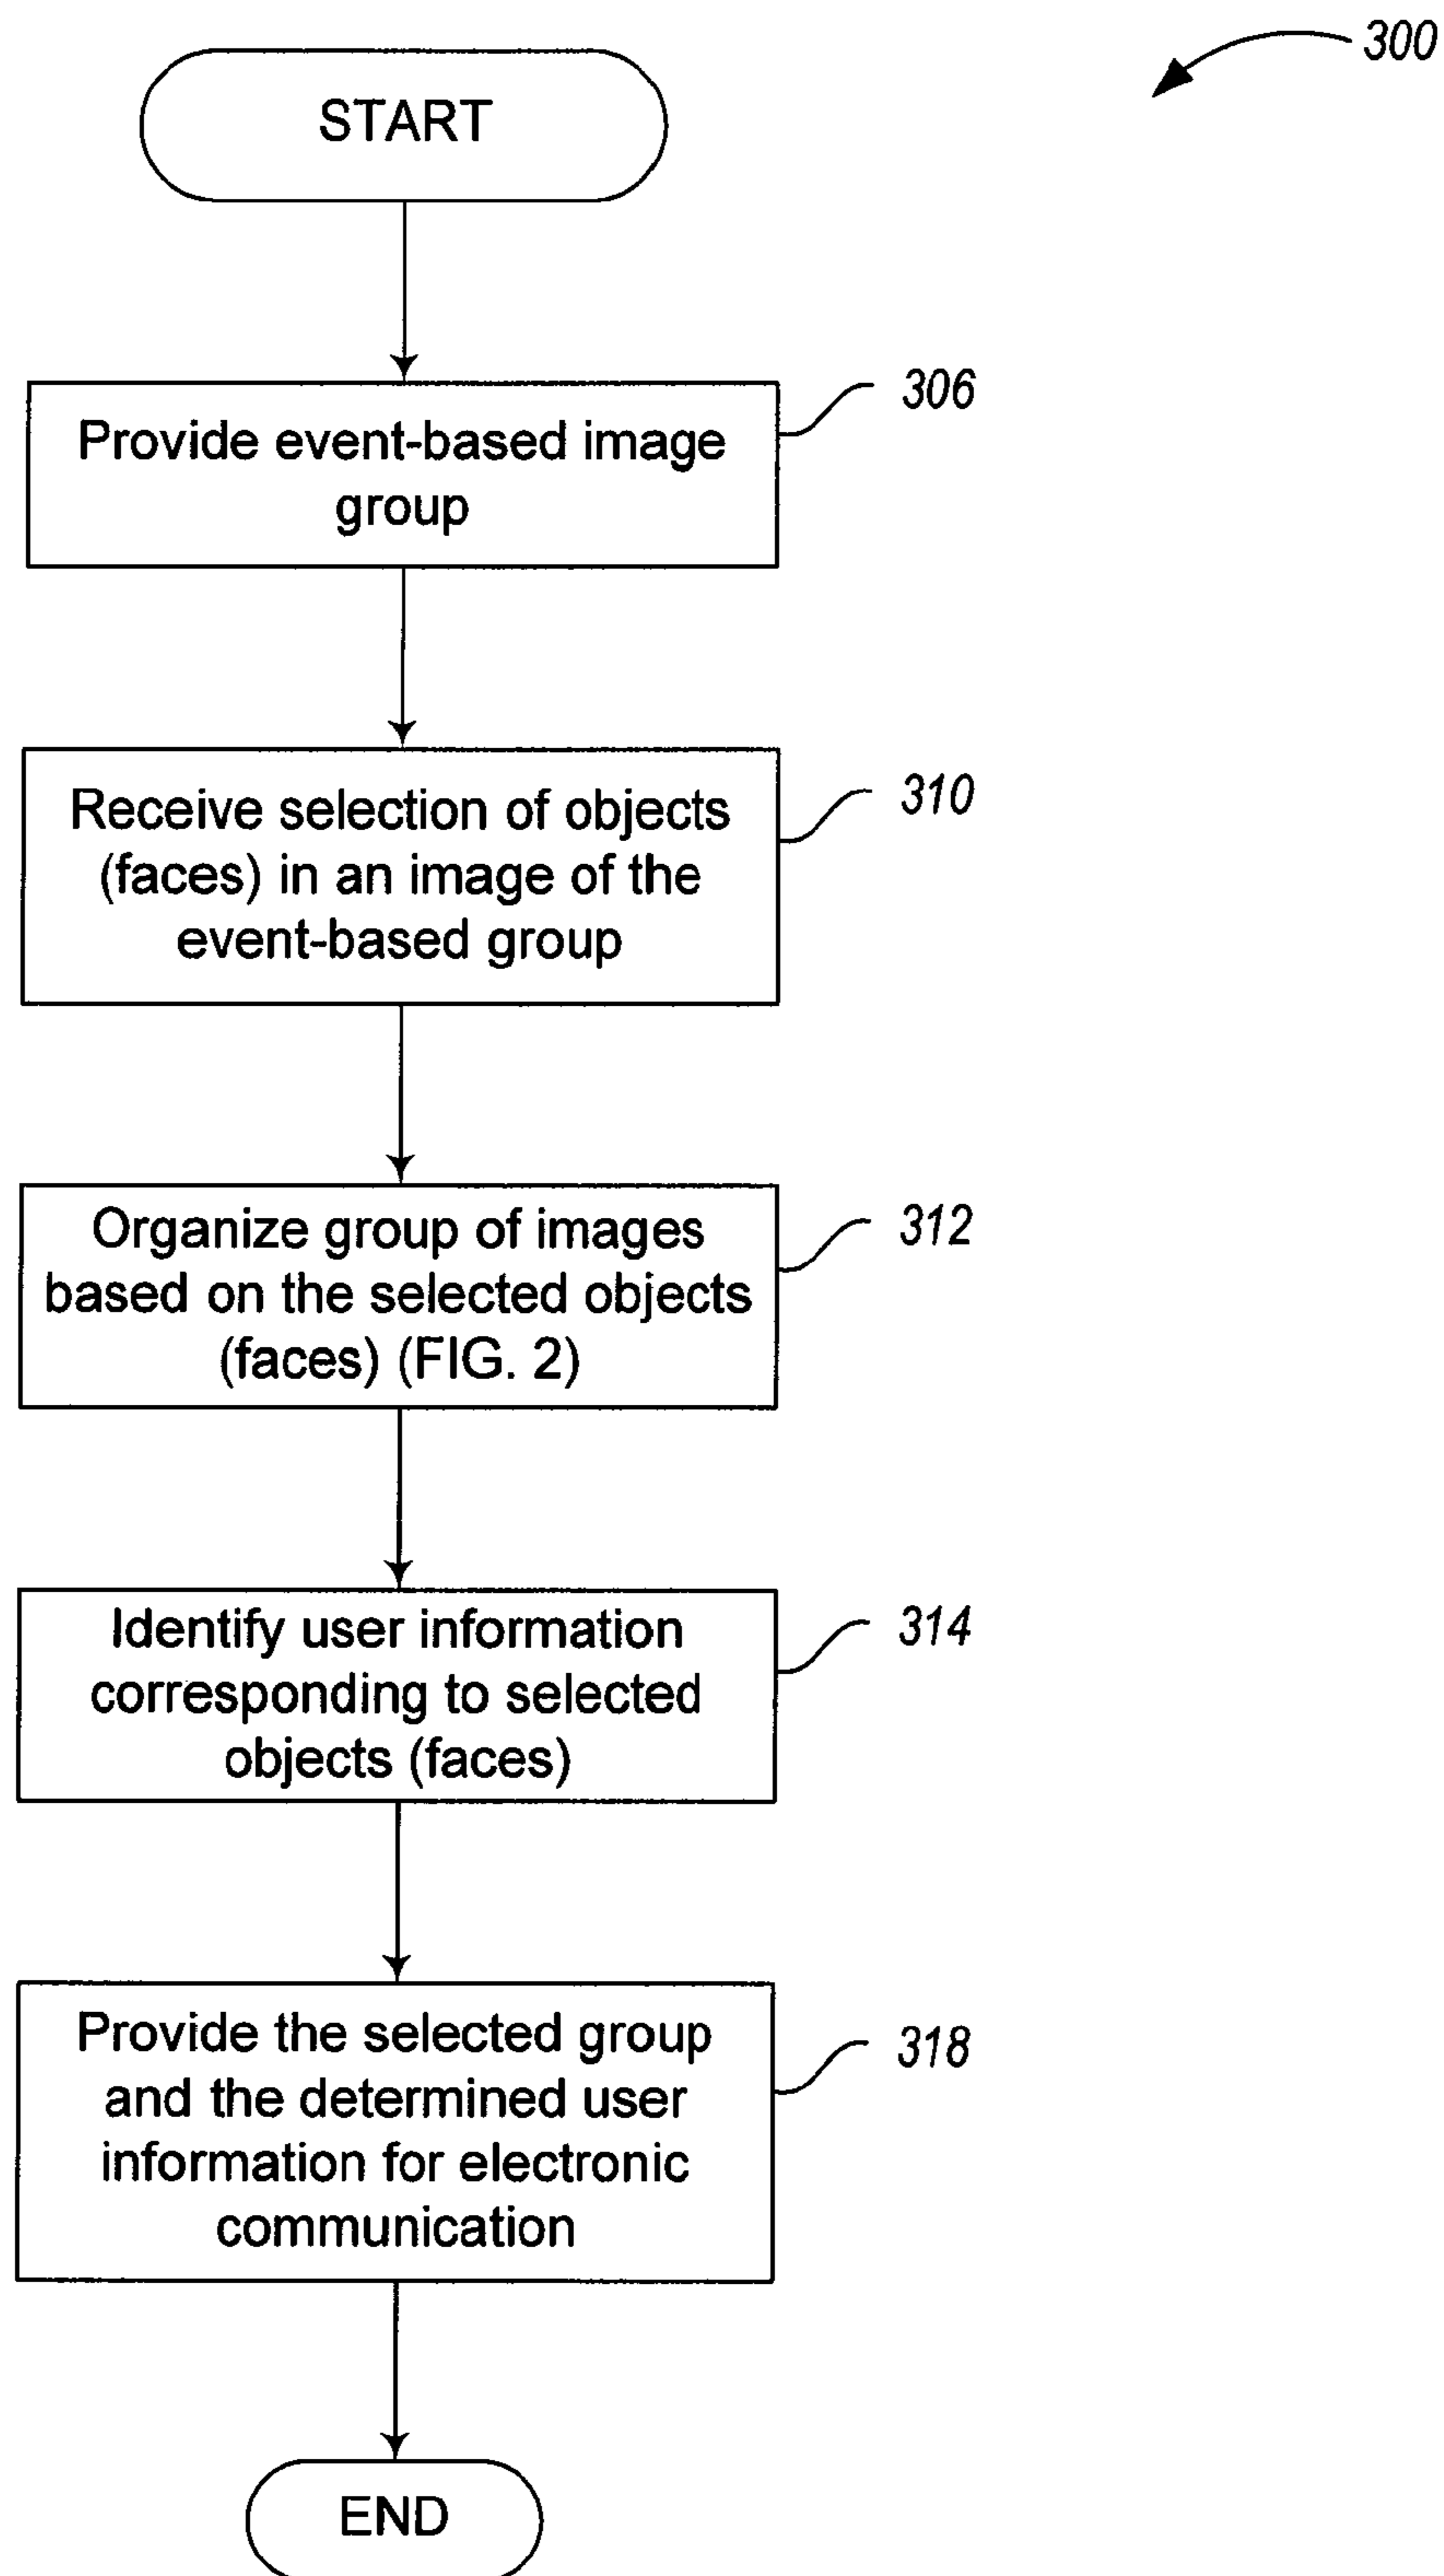 300
START
306
Provide event-based image
group
310
Receive selection of objects
(faces) in an image of the
event-based group
312
Organize group of images
based on the selected objects
(faces) (FIG. 2)
314
Identify user information
corresponding to selected
objects (faces)
318
Provide the selected group
and the determined user
information for electronic
communication
END